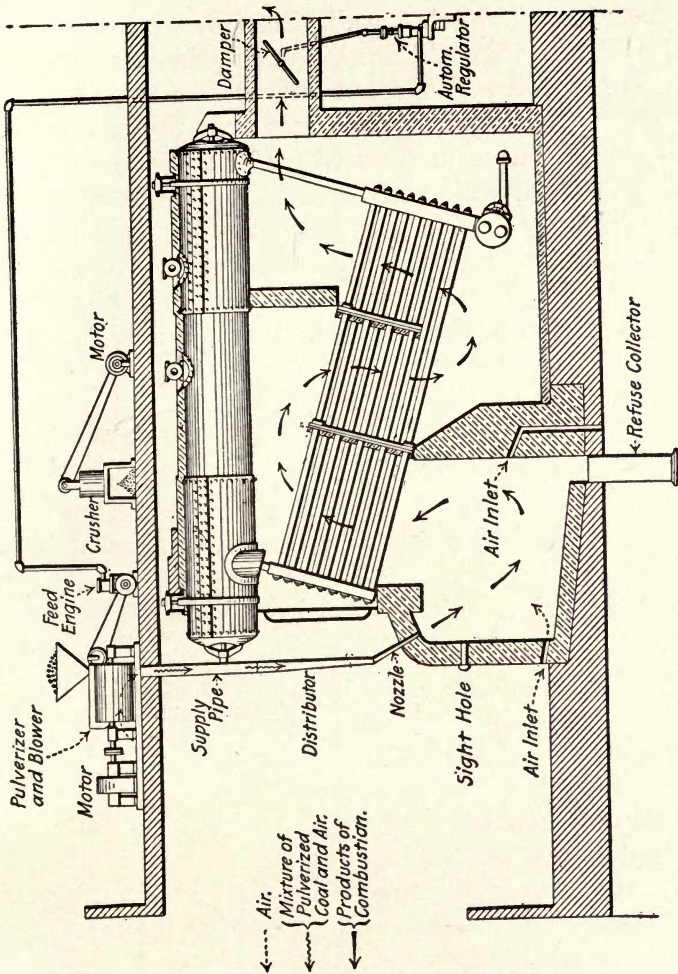 Damper
Autom.
Regulator
Motor
Crusher
Feed
Engine
Pulverizer
and Blower
Motor
Supply
Pipe
Distributor
Nozzle
Sight Hole
Air Inlet
Air Inlet
Refuse Collector
Air.
Mixture of
Pulverized
Coal and Air.
Products of
Combustion.